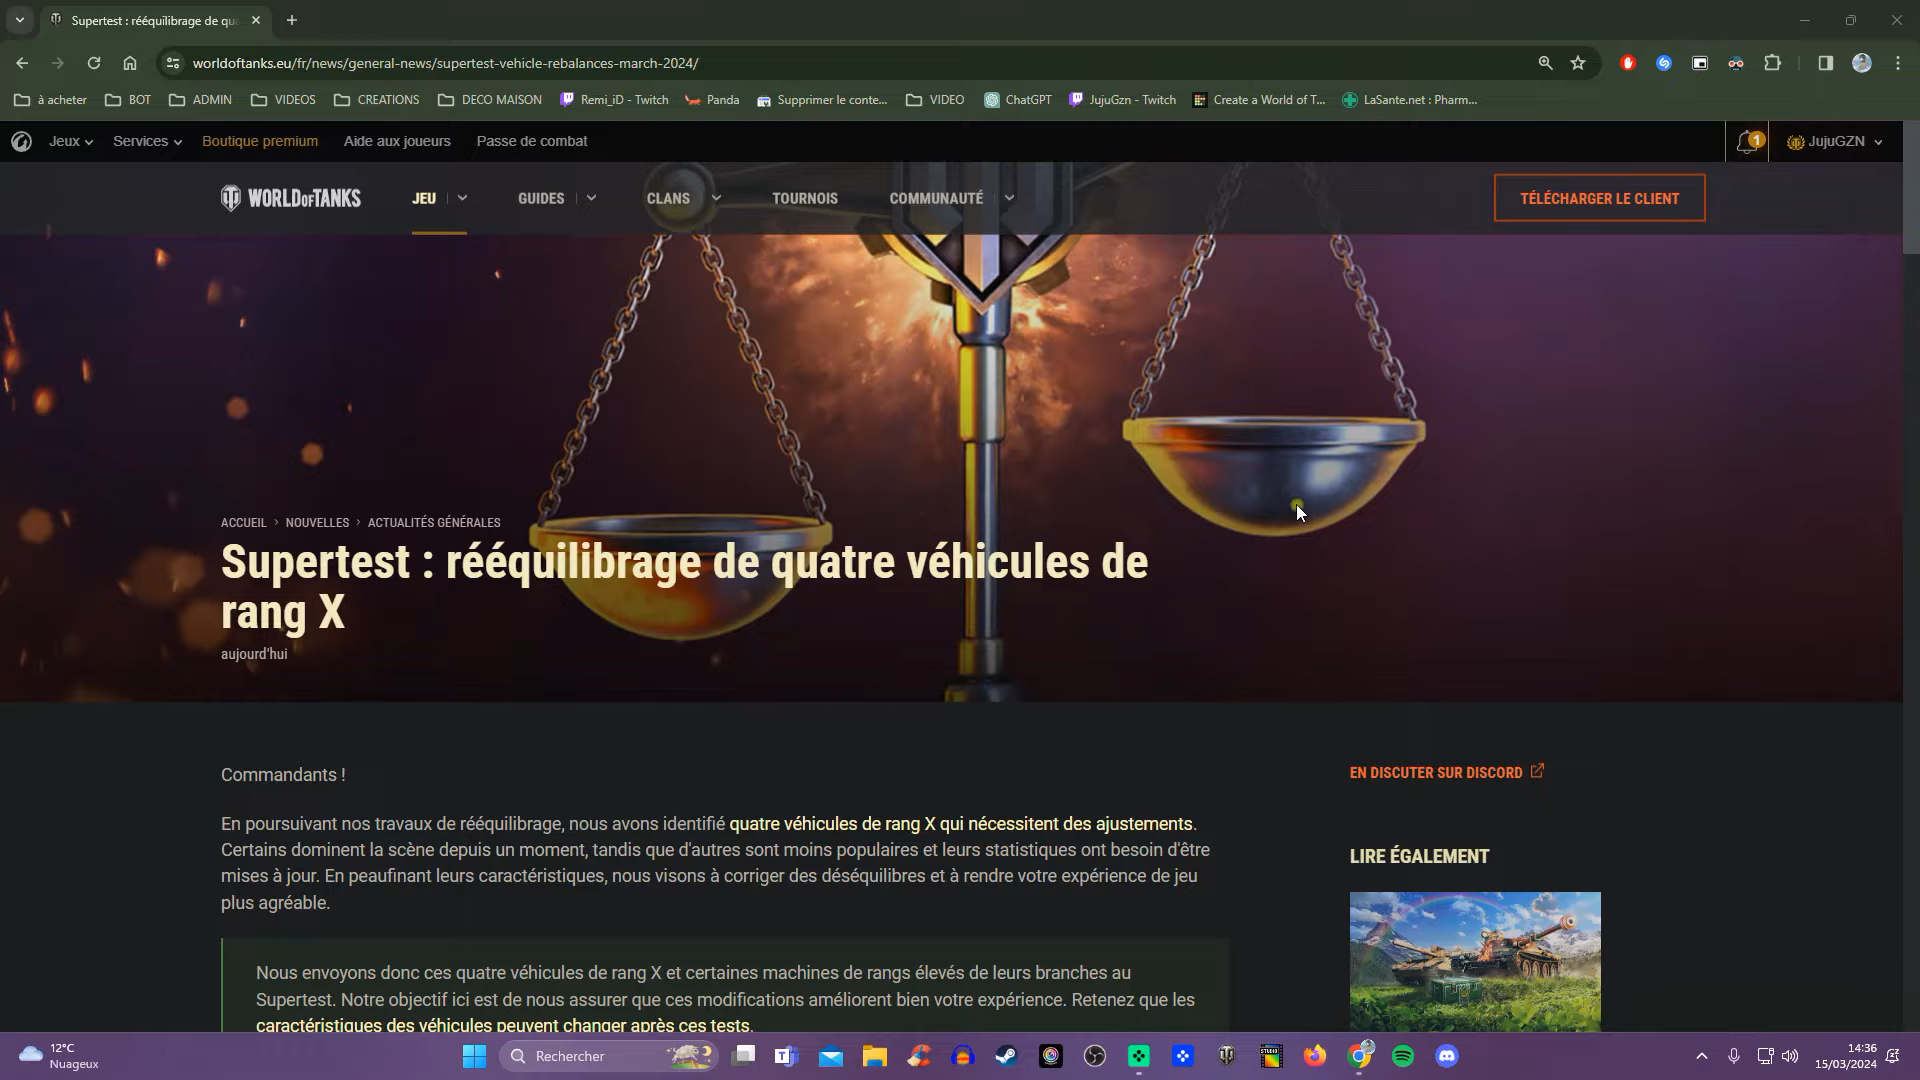 Supertest : rééquilibrage de qua
worldoftanks.eu/fr/news/general-news/supertest-vehicle-rebalances-march-2024/
à acheter
BOT
ADMIN
VIDEOS
CREATIONS
DECO MAISON
Remi_iD - Twitch
Panda
Supprimer le conte...
VIDEO
ChatGPT
JujuGzn - Twitch
Create a World of T...
LaSante.net : Pharm...
Jeux
Services
Boutique premium
Aide aux joueurs
Passe de combat
1
JujuGZN
WORLD OF TANKS
JEU
GUIDES
CLANS
TOURNOIS
COMMUNAUTÉ
TÉLÉCHARGER LE CLIENT
ACCUEIL > NOUVELLES > ACTUALITÉS GÉNÉRALES
Supertest : rééquilibrage de quatre véhicules de
rang X
aujourd'hui
Commandants !
En poursuivant nos travaux de rééquilibrage, nous avons identifié quatre véhicules de rang X qui nécessitent des ajustements.
Certains dominent la scène depuis un moment, tandis que d'autres sont moins populaires et leurs statistiques ont besoin d'être
mises à jour. En peaufinant leurs caractéristiques, nous visons à corriger des déséquilibres et à rendre votre expérience de jeu
plus agréable.
Nous envoyons donc ces quatre véhicules de rang X et certaines machines de rangs élevés de leurs branches au
Supertest. Notre objectif ici est de nous assurer que ces modifications améliorent bien votre expérience. Retenez que les
caractéristiques des véhicules peuvent changer après ces tests.
EN DISCUTER SUR DISCORD
LIRE ÉGALEMENT
12°C
Nuageux
Rechercher
STUDIO
14:36
15/03/2024